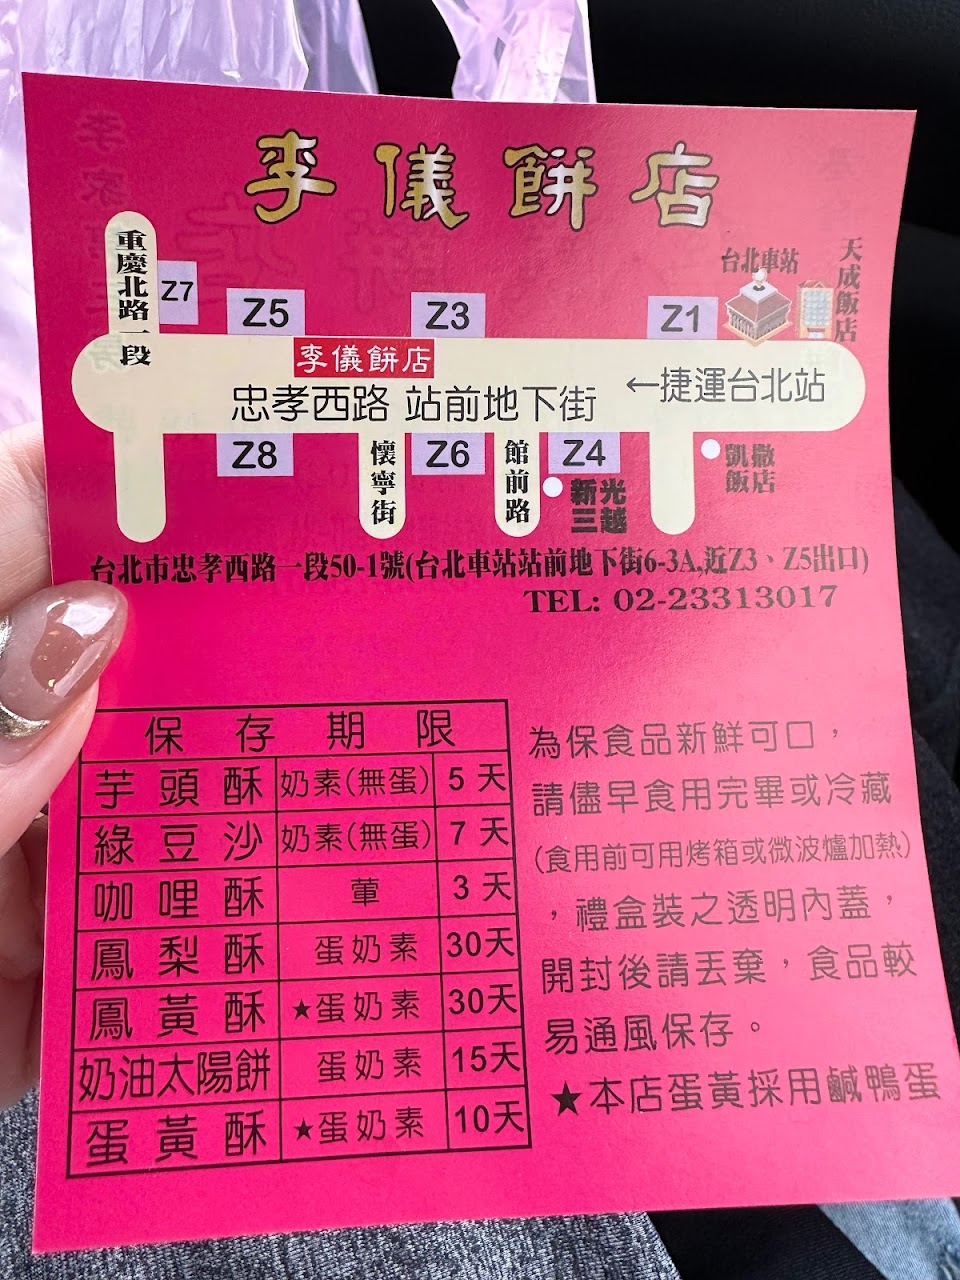 李儀餅店
台北車站
天成飯店
重慶北路一段
Z7
Z5
Z3
Z1
李儀餅店
忠孝西路 站前地下街
←捷運台北站
Z8
懷寧街
Z6
館前路
Z4
新光
三越
凱撒
飯店
台北市忠孝西路一段50-1號(台北車站站前地下街6-3A,近Z3、Z5出口)
TEL: 02-23313017
保存期限
芋頭酥 奶素(無蛋) 5天
綠豆沙 奶素(無蛋) 7天
咖哩酥 葷 3天
鳳梨酥 蛋奶素 30天
鳳黃酥 ★蛋奶素 30天
奶油太陽餅 蛋奶素 15天
蛋黃酥 ★蛋奶素 10天
為保食品新鮮可口，
請儘早食用完畢或冷藏
(食用前可用烤箱或微波爐加熱)
，禮盒裝之透明內蓋，
開封後請丟棄，食品較
易通風保存。
★本店蛋黃採用鹹鴨蛋